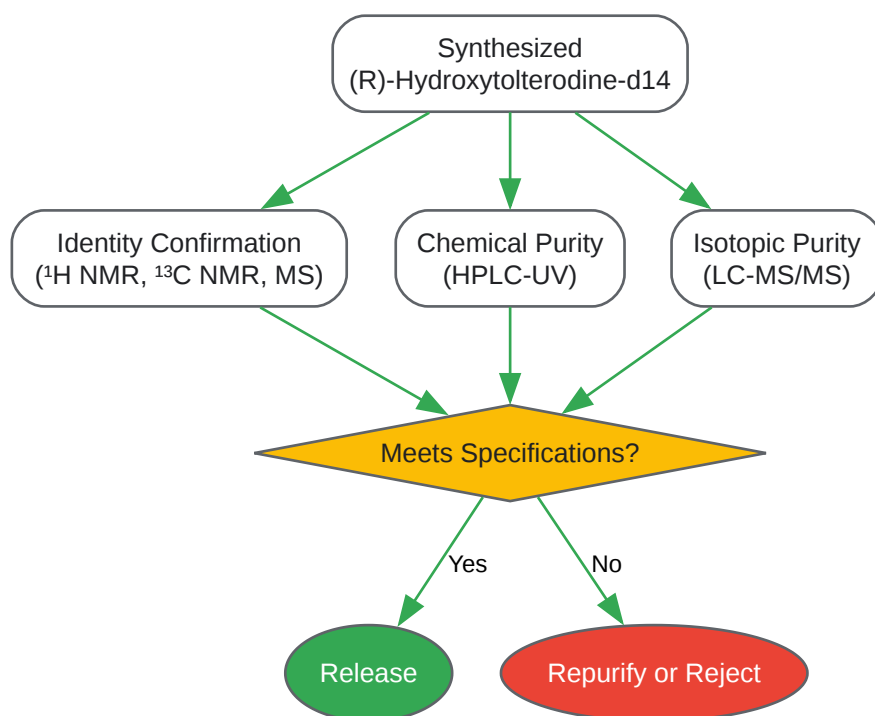 Synthesized
(R)-Hydroxytolterodine-d14
Identity Confirmation
(¹H NMR, ¹³C NMR, MS)
Chemical Purity
(HPLC-UV)
Isotopic Purity
(LC-MS/MS)
Meets Specifications?
Yes
No
Release
Repurify or Reject